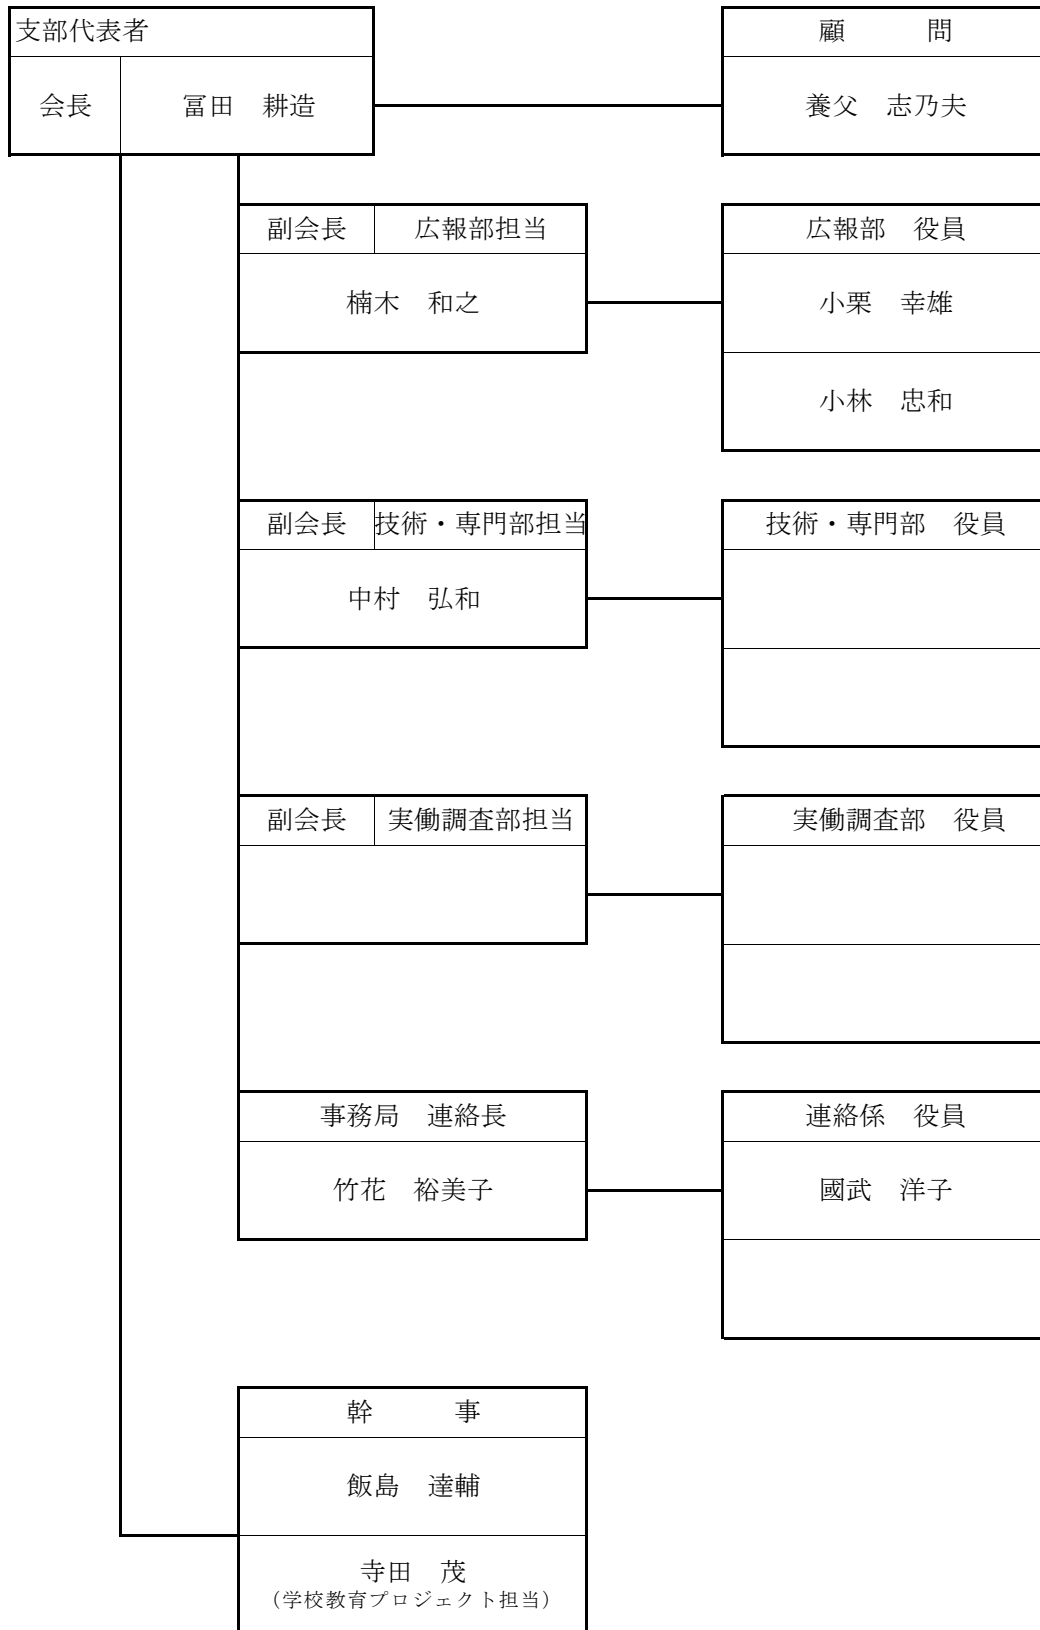 支部代表者
会長　冨田　耕造
顧　　　問
養父　志乃夫
副会長　広報部担当
楠木　和之
広報部　役員
小栗　幸雄
小林　忠和
副会長　技術・専門部担当
中村　弘和
技術・専門部　役員
副会長　実働調査部担当
実働調査部　役員
事務局　連絡長
竹花　裕美子
連絡係　役員
國武　洋子
幹　　　事
飯島　達輔
寺田　茂
（学校教育プロジェクト担当）